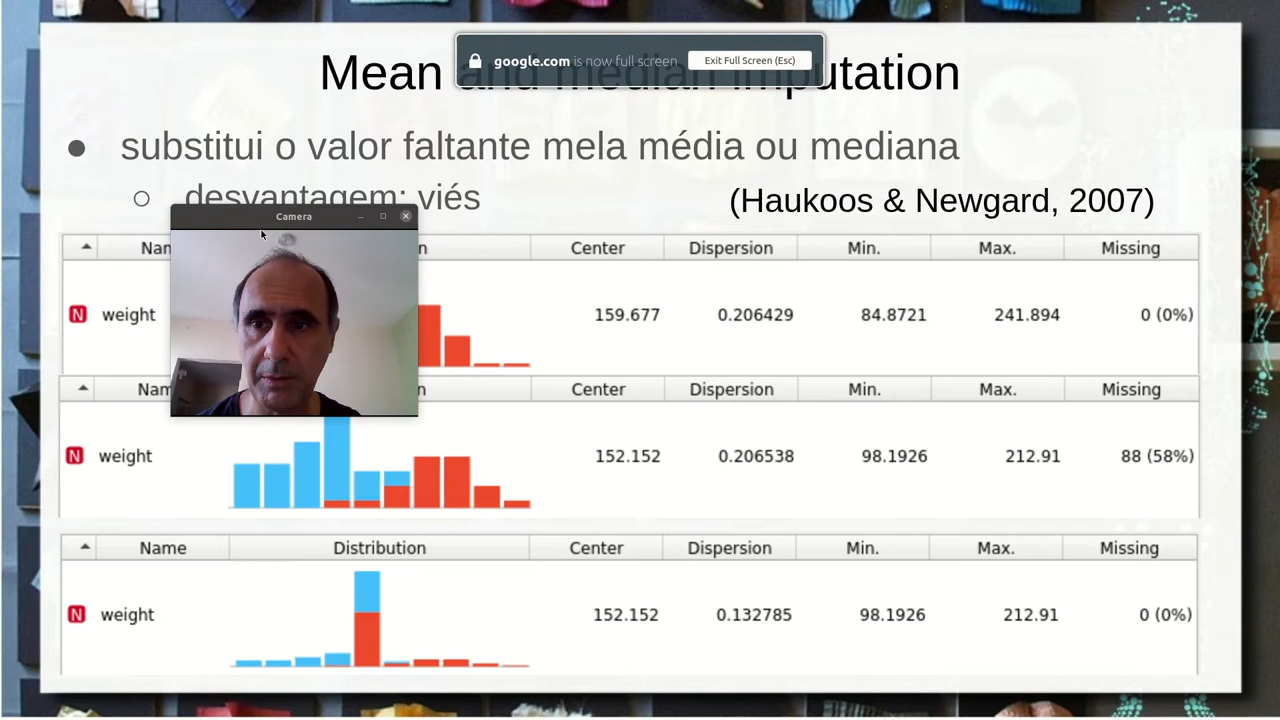 google.com is now full screen Exit Full Screen (Esc)
Mean and median imputation
● substitui o valor faltante mela média ou mediana
○ desvantagem: viés
(Haukoos & Newgard, 2007)
Camera
Center Dispersion Min. Max. Missing
N weight 159.677 0.206429 84.8721 241.894 0 (0%)
Center Dispersion Min. Max. Missing
N weight 152.152 0.206538 98.1926 212.91 88 (58%)
Name Distribution Center Dispersion Min. Max. Missing
N weight 152.152 0.132785 98.1926 212.91 0 (0%)